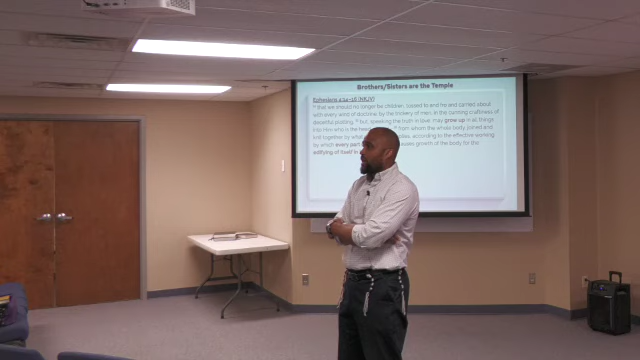 Brothers/Sisters are the Temple
Ephesians 4:14-16 (NKJV)
14 that we should no longer be children, tossed to and fro and carried about
with every wind of doctrine by the trickery of men, in the cunning craftiness of
deceitful plotting, 15 but, speaking the truth in love, may grow up in all things
into Him who is the head from whom the whole body, joined and
knit together by what according to the effective working
by which every part causes growth of the body for the
edifying of itself in